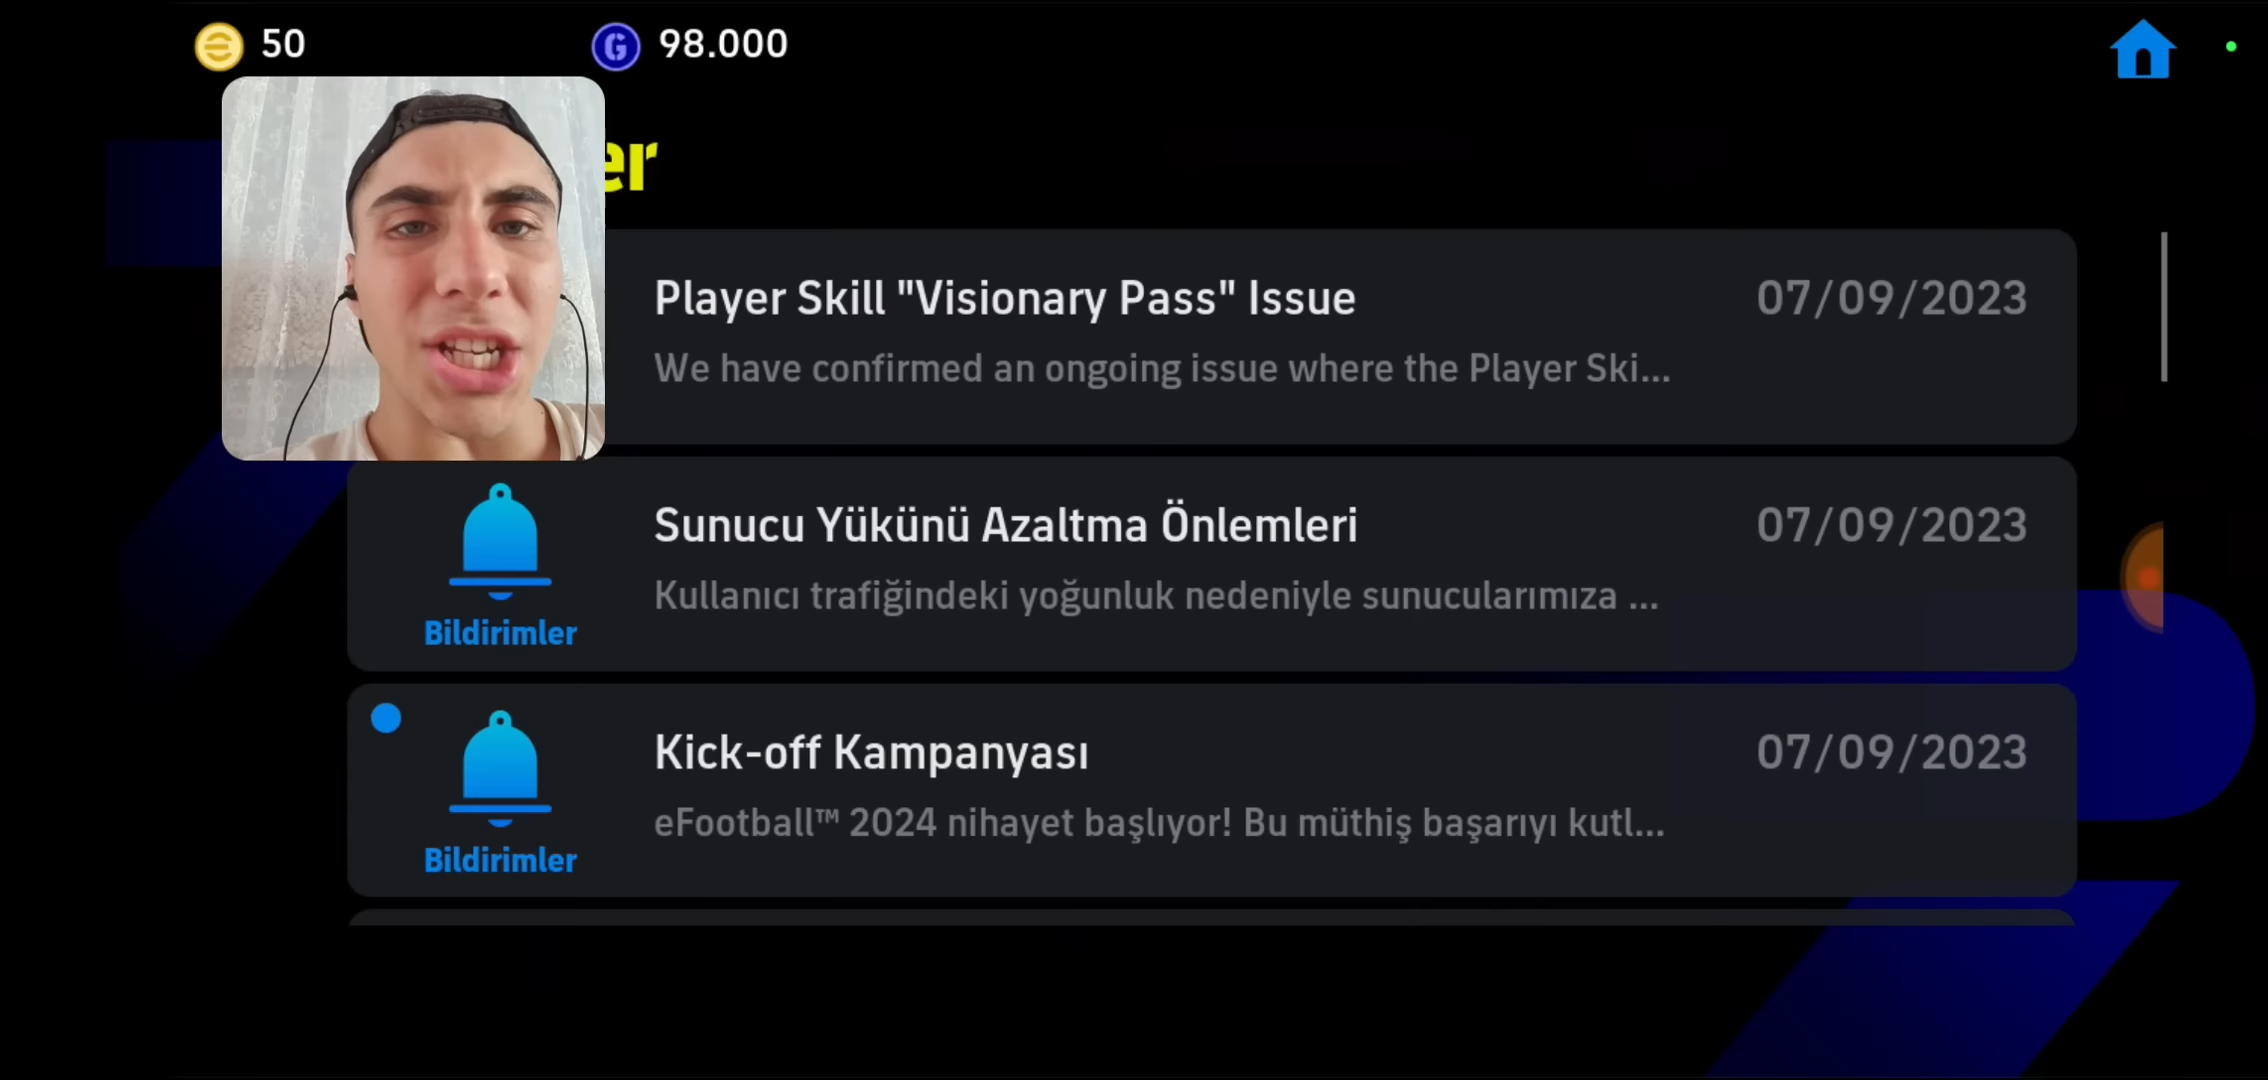 50
98.000
er
Player Skill "Visionary Pass" Issue
07/09/2023
We have confirmed an ongoing issue where the Player Ski...
Sunucu Yükünü Azaltma Önlemleri
07/09/2023
Kullanıcı trafiğindeki yoğunluk nedeniyle sunucularımıza ...
Bildirimler
Kick-off Kampanyası
07/09/2023
eFootball™ 2024 nihayet başlıyor! Bu müthiş başarıyı kutl...
Bildirimler